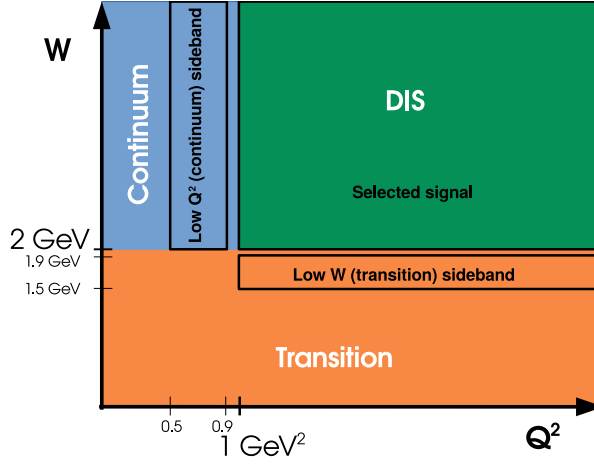 W
Continuum
Low Q² (continuum) sideband
DIS
Selected signal
2 GeV
1.9 GeV
Low W (transition) sideband
1.5 GeV
Transition
0.5
0.9
1 GeV²
Q²